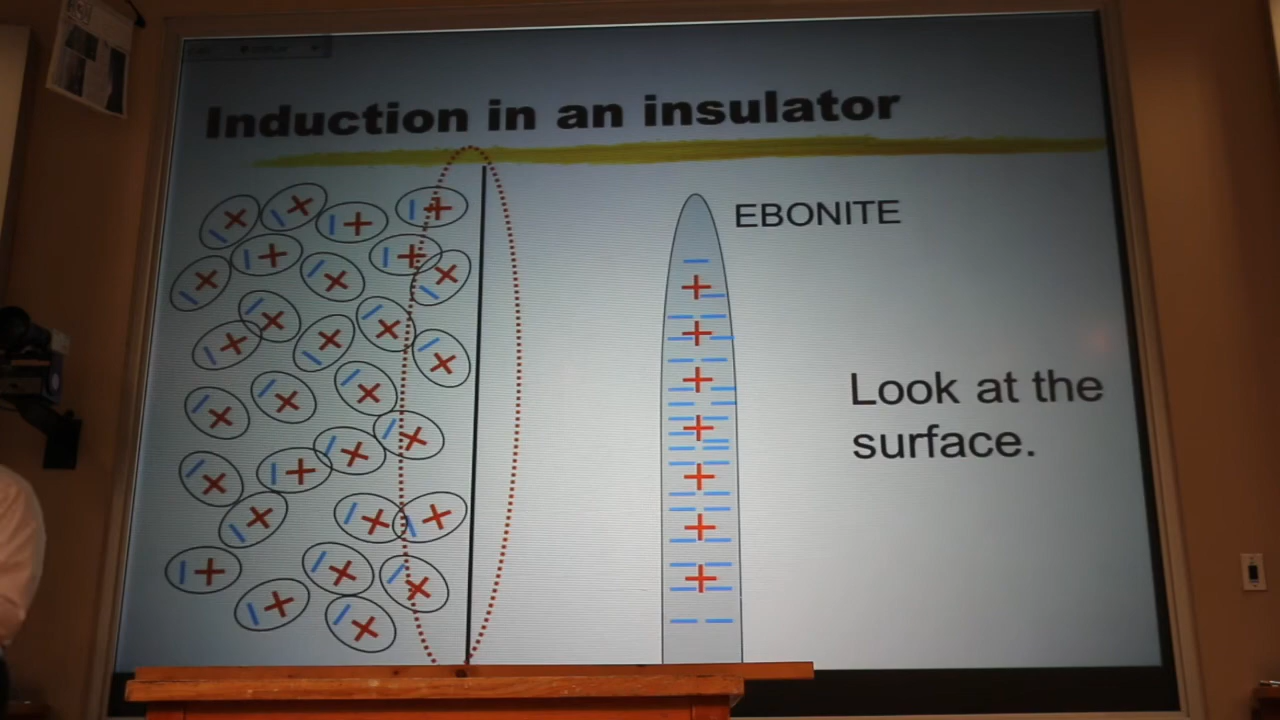 Induction in an insulator
EBONITE
Look at the
surface.